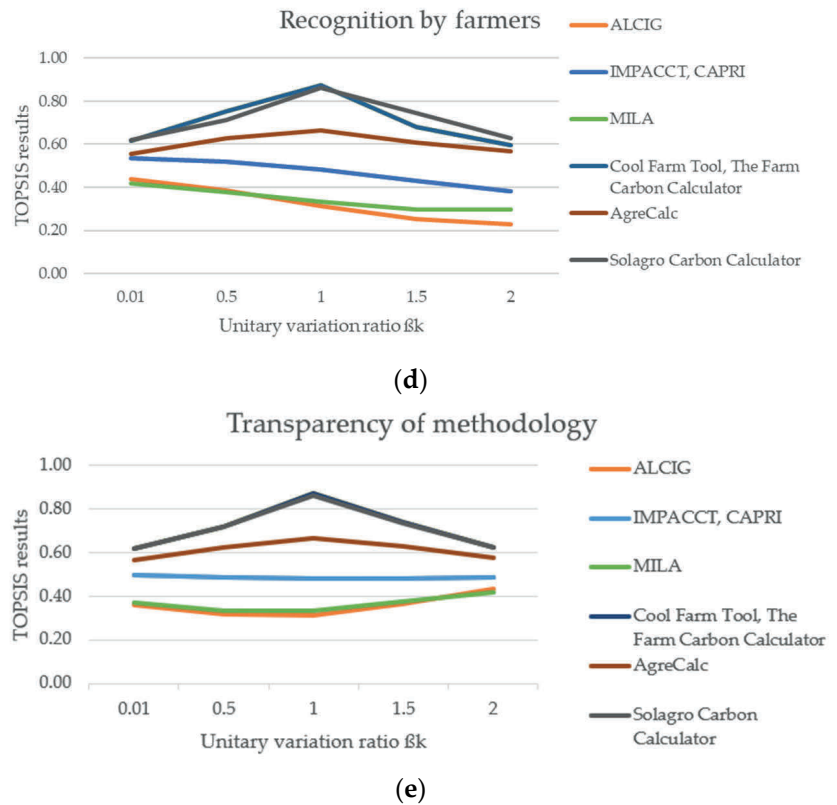 Recognition by farmers
1.00
0.80
0.60
0.40
0.20
0.00
TOPSIS results
0.01 0.5 1 1.5 2
Unitary variation ratio ßk
ALCIG
IMPACCT, CAPRI
MILA
Cool Farm Tool, The Farm
Carbon Calculator
AgreCalc
Solagro Carbon Calculator
(d)
Transparency of methodology
1.00
0.80
0.60
0.40
0.20
0.00
TOPSIS results
0.01 0.5 1 1.5 2
Unitary variation ratio ßk
ALCIG
IMPACCT, CAPRI
MILA
Cool Farm Tool, The
Farm Carbon Calculator
AgreCalc
Solagro Carbon
Calculator
(e)